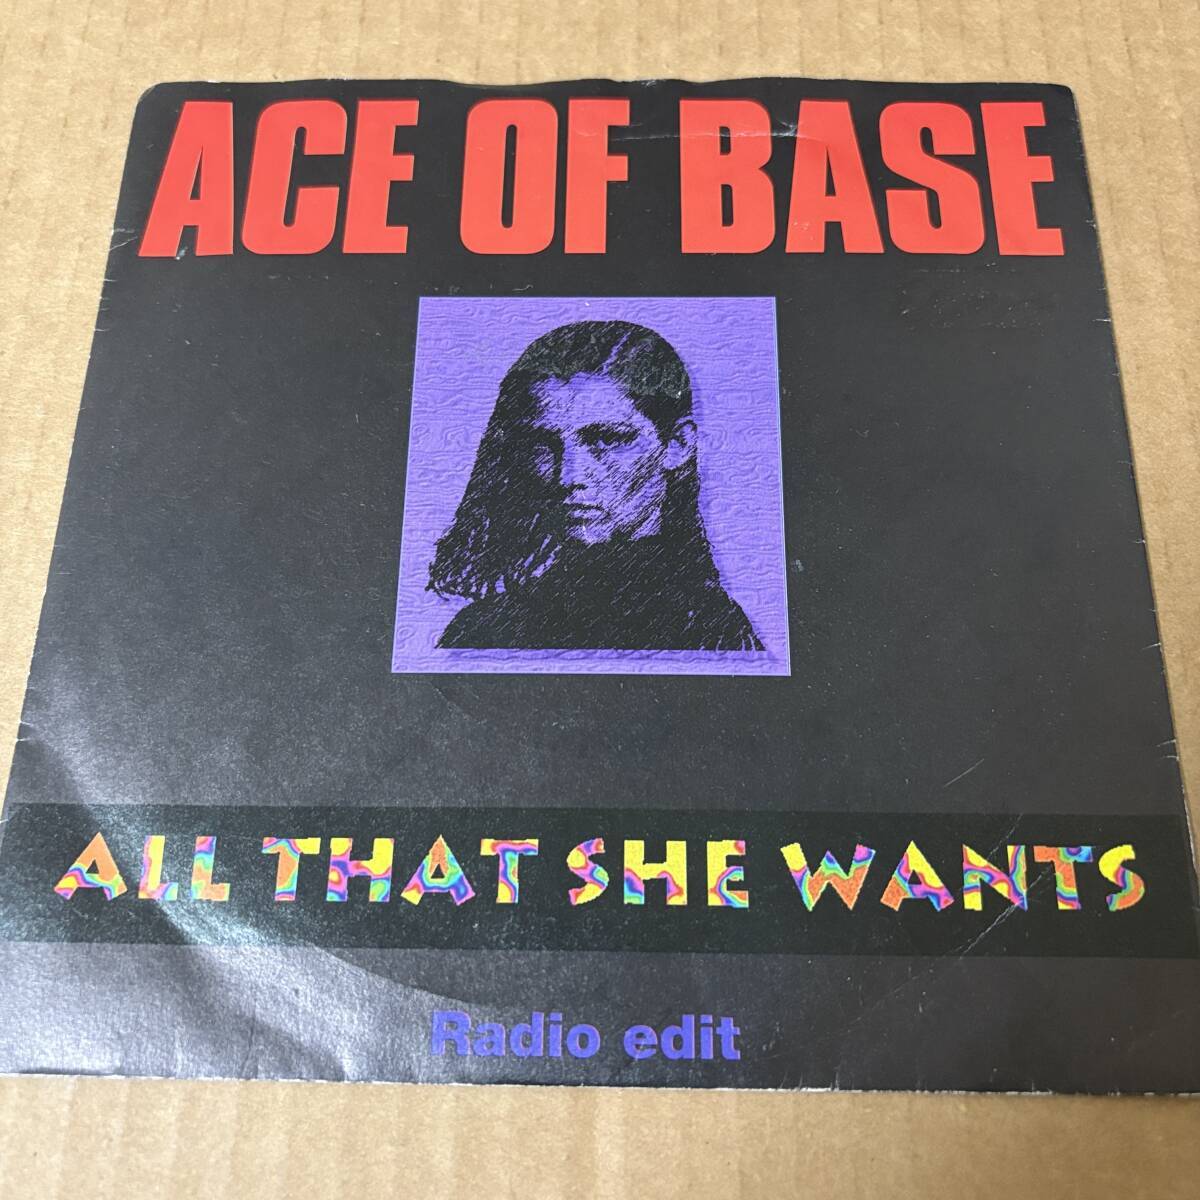 ACE OF BASE
ALL THAT SHE WANTS
Radio edit